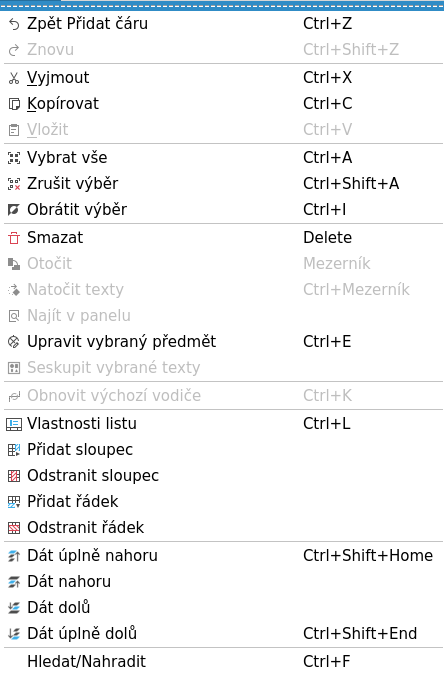 Zpět Přidat čáru Ctrl+Z
Znovu Ctrl+Shift+Z
Vyjmout Ctrl+X
Kopírovat Ctrl+C
Vložit Ctrl+V
Vybrat vše Ctrl+A
Zrušit výběr Ctrl+Shift+A
Obrátit výběr Ctrl+I
Smazat Delete
Otočit Mezerník
Natočit texty Ctrl+Mezerník
Najít v panelu
Upravit vybraný předmět Ctrl+E
Seskupit vybrané texty
Obnovit výchozí vodiče Ctrl+K
Vlastnosti listu Ctrl+L
Přidat sloupec
Odstranit sloupec
Přidat řádek
Odstranit řádek
Dát úplně nahoru Ctrl+Shift+Home
Dát nahoru
Dát dolů
Dát úplně dolů Ctrl+Shift+End
Hledat/Nahradit Ctrl+F